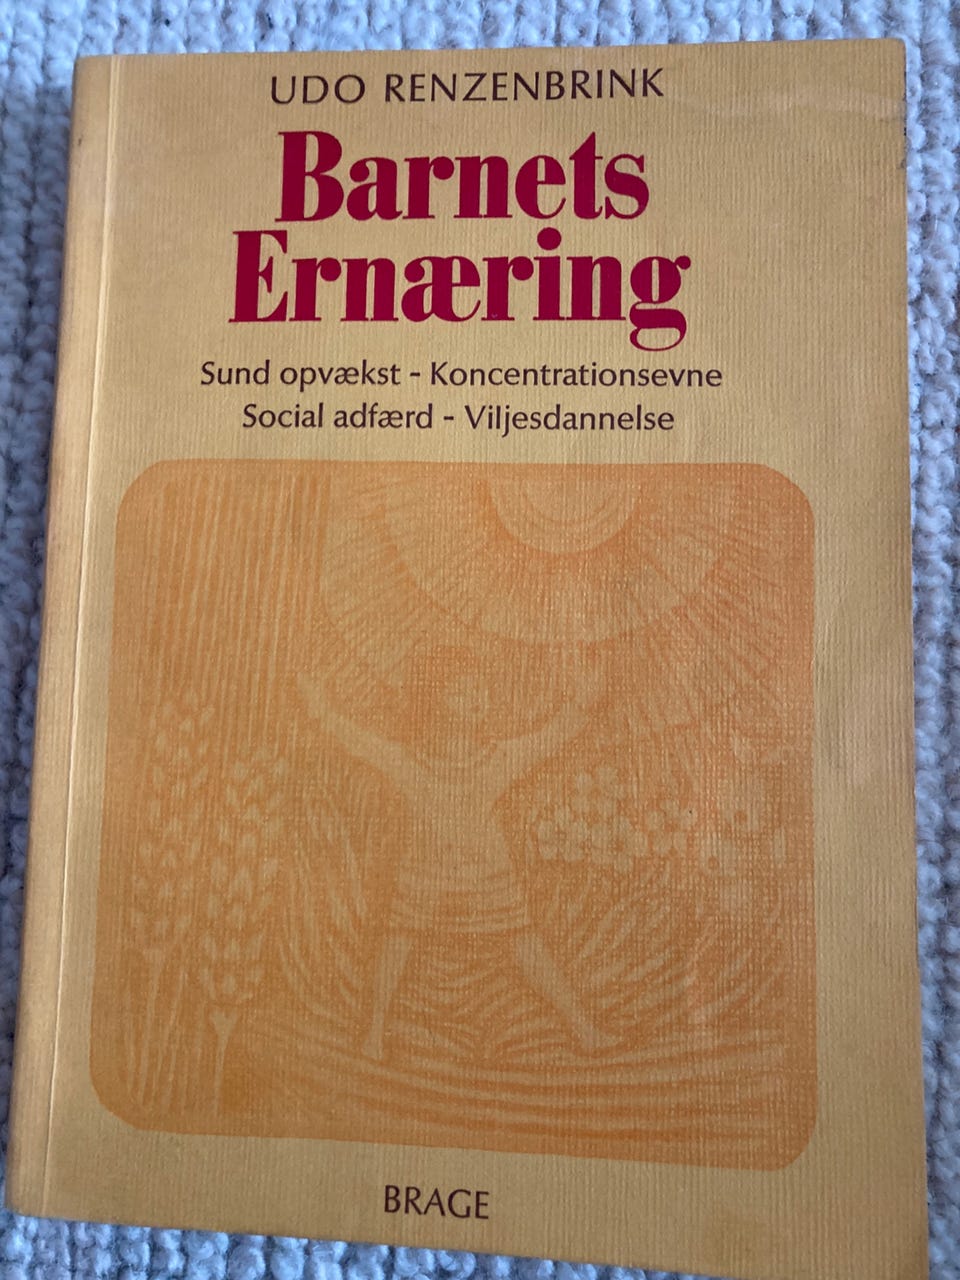 UDO RENZENBRINK
Barnets
Ernæring
Sund opvækst - Koncentrationsevne
Social adfærd - Viljesdannelse
BRAGE